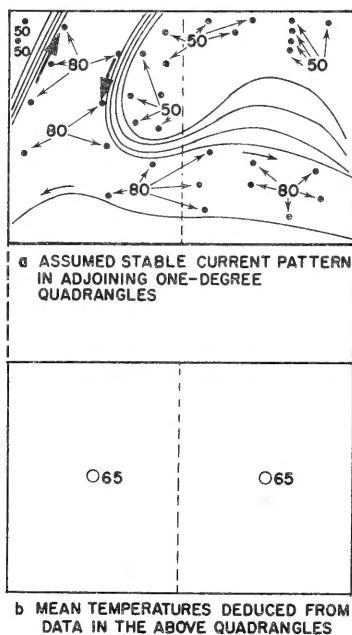 50
50
80
50
50
80
50
80
80
80
a ASSUMED STABLE CURRENT PATTERN
IN ADJOINING ONE-DEGREE
QUADRANGLES
65
65
b MEAN TEMPERATURES DEDUCED FROM
DATA IN THE ABOVE QUADRANGLES